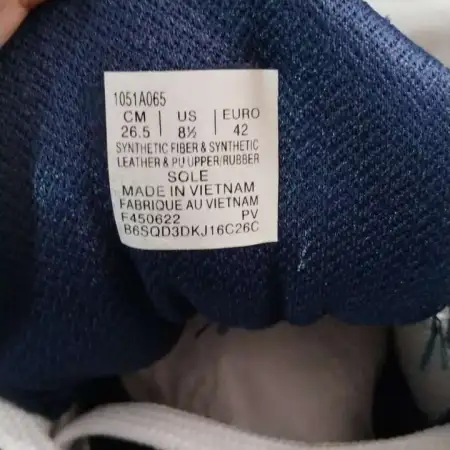 1051A065
CM US EURO
26.5 8½ 42
SYNTHETIC FIBER & SYNTHETIC
LEATHER & PU UPPER/RUBBER
SOLE
MADE IN VIETNAM
FABRIQUE AU VIETNAM
F450622 PV
B6SQD3DKJ16C26C